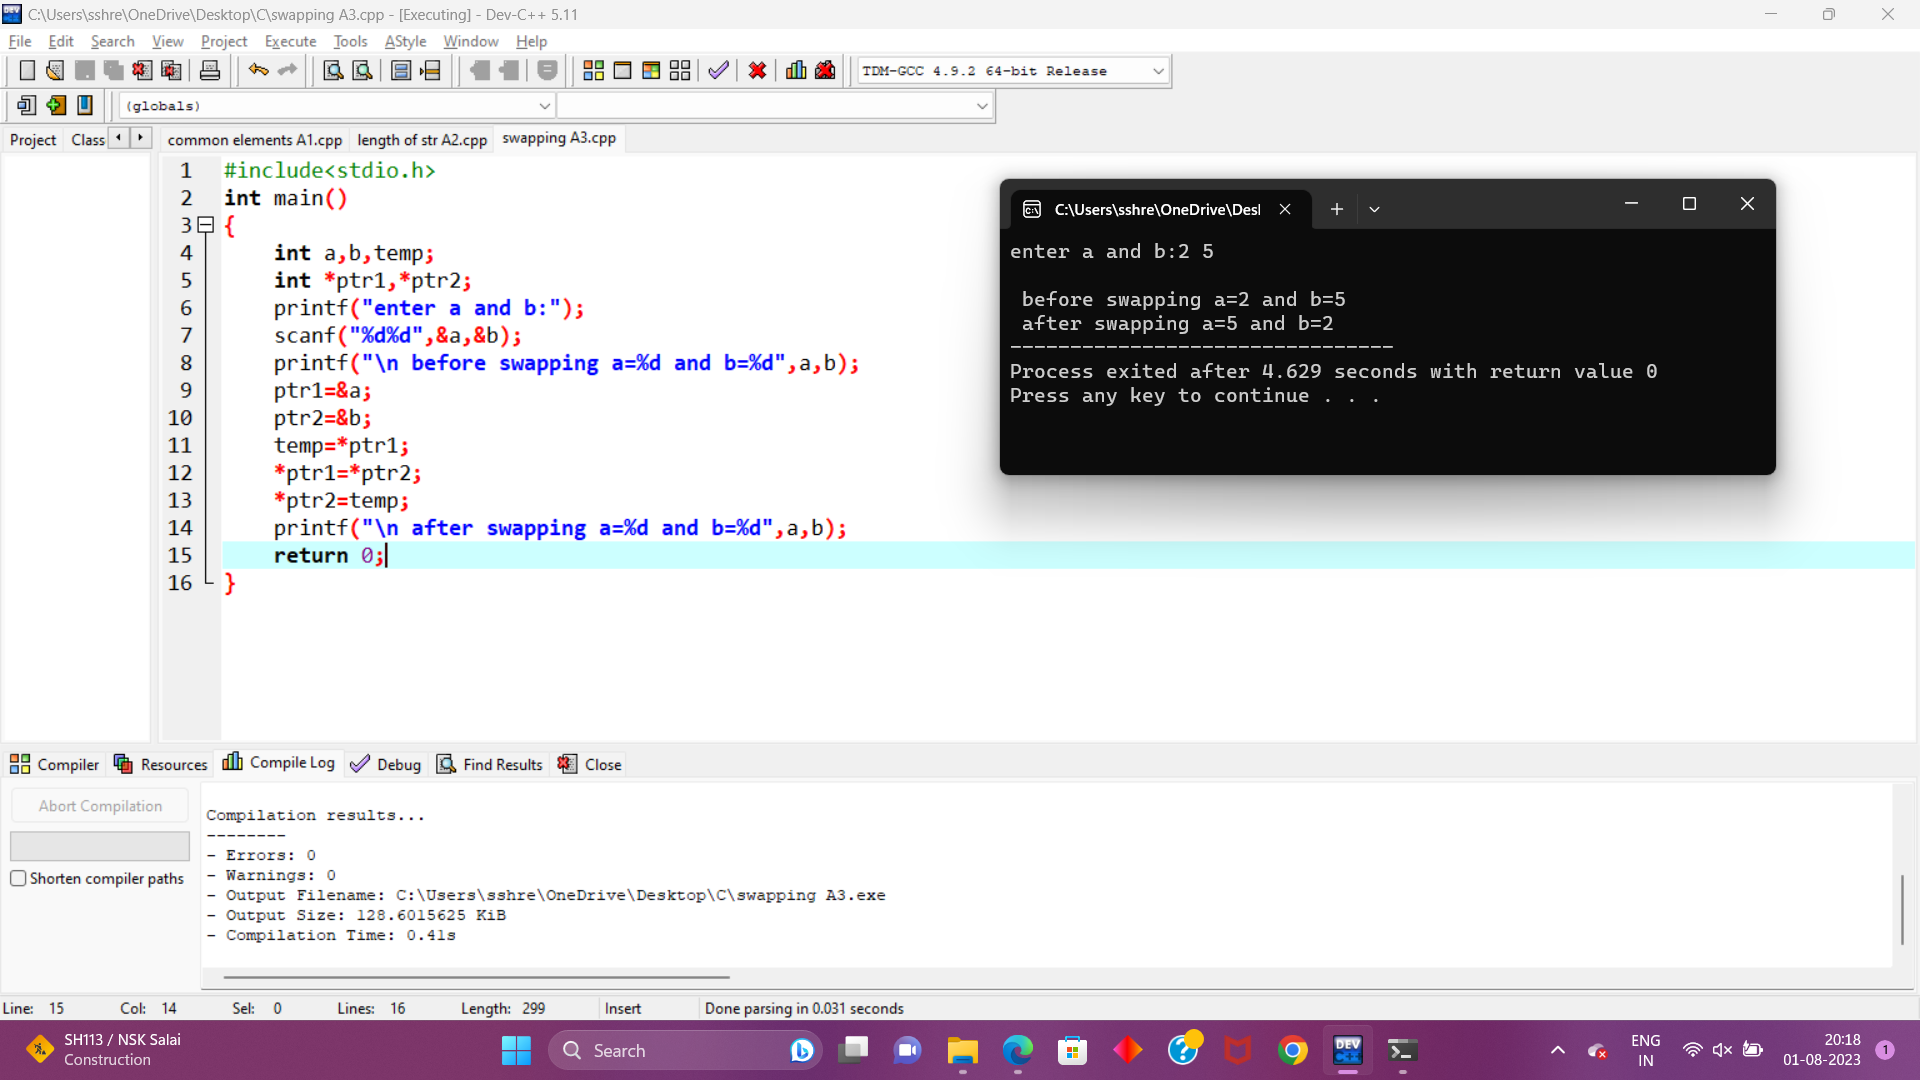 C:\Users\sshre\OneDrive\Desktop\C\swapping A3.cpp - [Executing] - Dev-C++ 5.11
File Edit Search View Project Execute Tools AStyle Window Help
TDM-GCC 4.9.2 64-bit Release
(globals)
Project Class
common elements A1.cpp length of str A2.cpp swapping A3.cpp
1 #include<stdio.h>
2 int main()
3 {
4 int a,b,temp;
5 int *ptr1,*ptr2;
6 printf("enter a and b:");
7 scanf("%d%d",&a,&b);
8 printf("\n before swapping a=%d and b=%d",a,b);
9 ptr1=&a;
10 ptr2=&b;
11 temp=*ptr1;
12 *ptr1=*ptr2;
13 *ptr2=temp;
14 printf("\n after swapping a=%d and b=%d",a,b);
15 return 0;
16 }
C:\Users\sshre\OneDrive\Desl
enter a and b:2 5
before swapping a=2 and b=5
after swapping a=5 and b=2
--------------------------------
Process exited after 4.629 seconds with return value 0
Press any key to continue . . .
Compiler Resources Compile Log Debug Find Results Close
Abort Compilation
Shorten compiler paths
Compilation results...
--------
- Errors: 0
- Warnings: 0
- Output Filename: C:\Users\sshre\OneDrive\Desktop\C\swapping A3.exe
- Output Size: 128.6015625 KiB
- Compilation Time: 0.41s
Line: 15 Col: 14 Sel: 0 Lines: 16 Length: 299 Insert Done parsing in 0.031 seconds
SH113 / NSK Salai
Construction
Search
DEV
C++
ENG
IN
20:18
01-08-2023
1